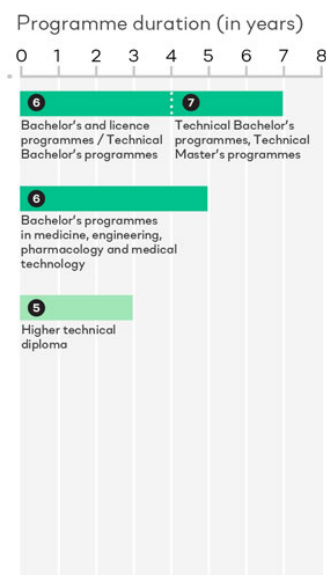 Programme duration (in years)
0 1 2 3 4 5 6 7 8
6 7
Bachelor's and licence
programmes / Technical
Bachelor's programmes
Technical Bachelor's
programmes, Technical
Master's programmes
6
Bachelor's programmes
in medicine, engineering,
pharmacology and medical
technology
5
Higher technical
diploma